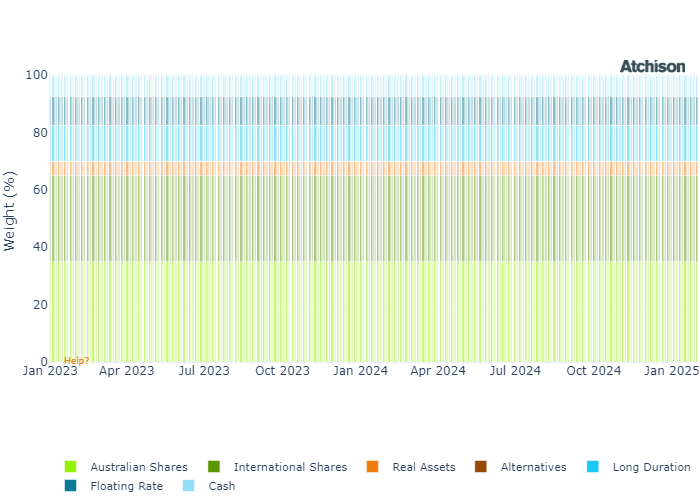 Atchison
100
80
60
40
20
0
Weight (%)
Help?
Jan 2023 Apr 2023 Jul 2023 Oct 2023 Jan 2024 Apr 2024 Jul 2024 Oct 2024 Jan 2025
Australian Shares International Shares Real Assets Alternatives Long Duration
Floating Rate Cash